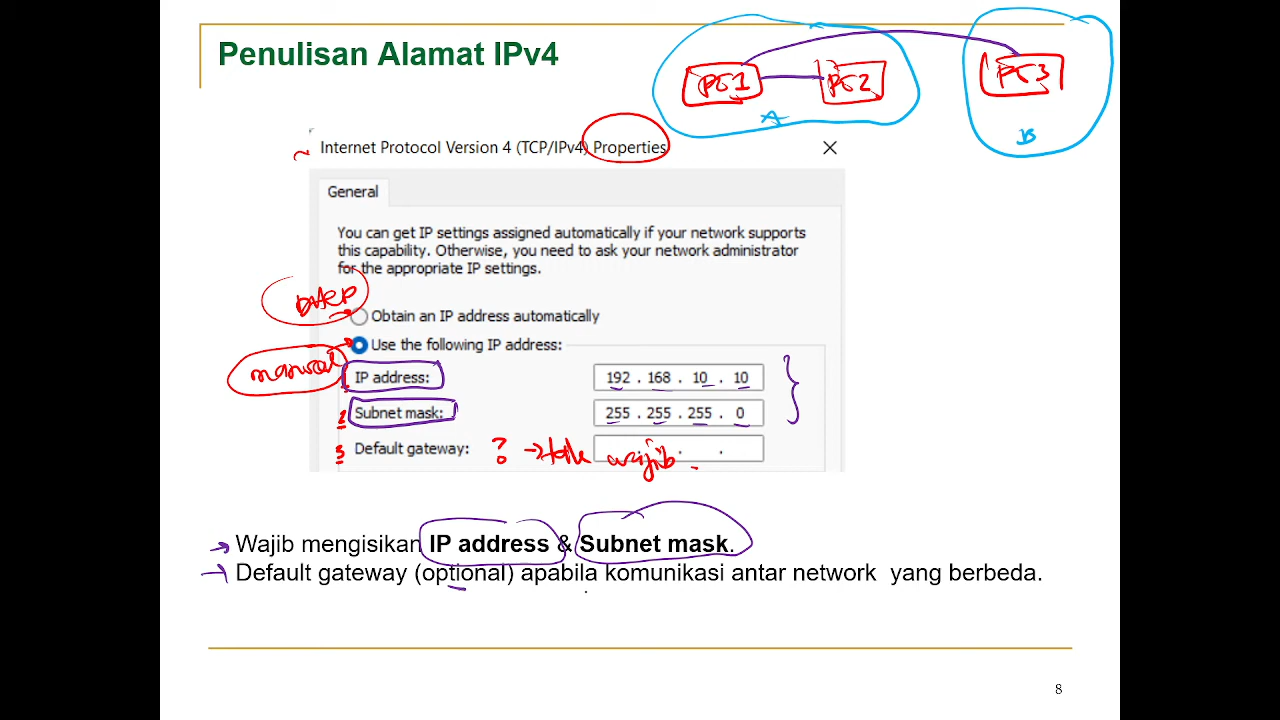 Penulisan Alamat IPv4
PC1
PC2
PC3
A
B
Internet Protocol Version 4 (TCP/IPv4) Properties
General
You can get IP settings assigned automatically if your network supports
this capability. Otherwise, you need to ask your network administrator
for the appropriate IP settings.
DHCP
Obtain an IP address automatically
manual
Use the following IP address:
1 IP address: 192 . 168 . 10 . 10
2 Subnet mask: 255 . 255 . 255 . 0
3 Default gateway: ? → tdk wajib . . .
→ Wajib mengisikan IP address & Subnet mask.
→ Default gateway (optional) apabila komunikasi antar network yang berbeda.
8